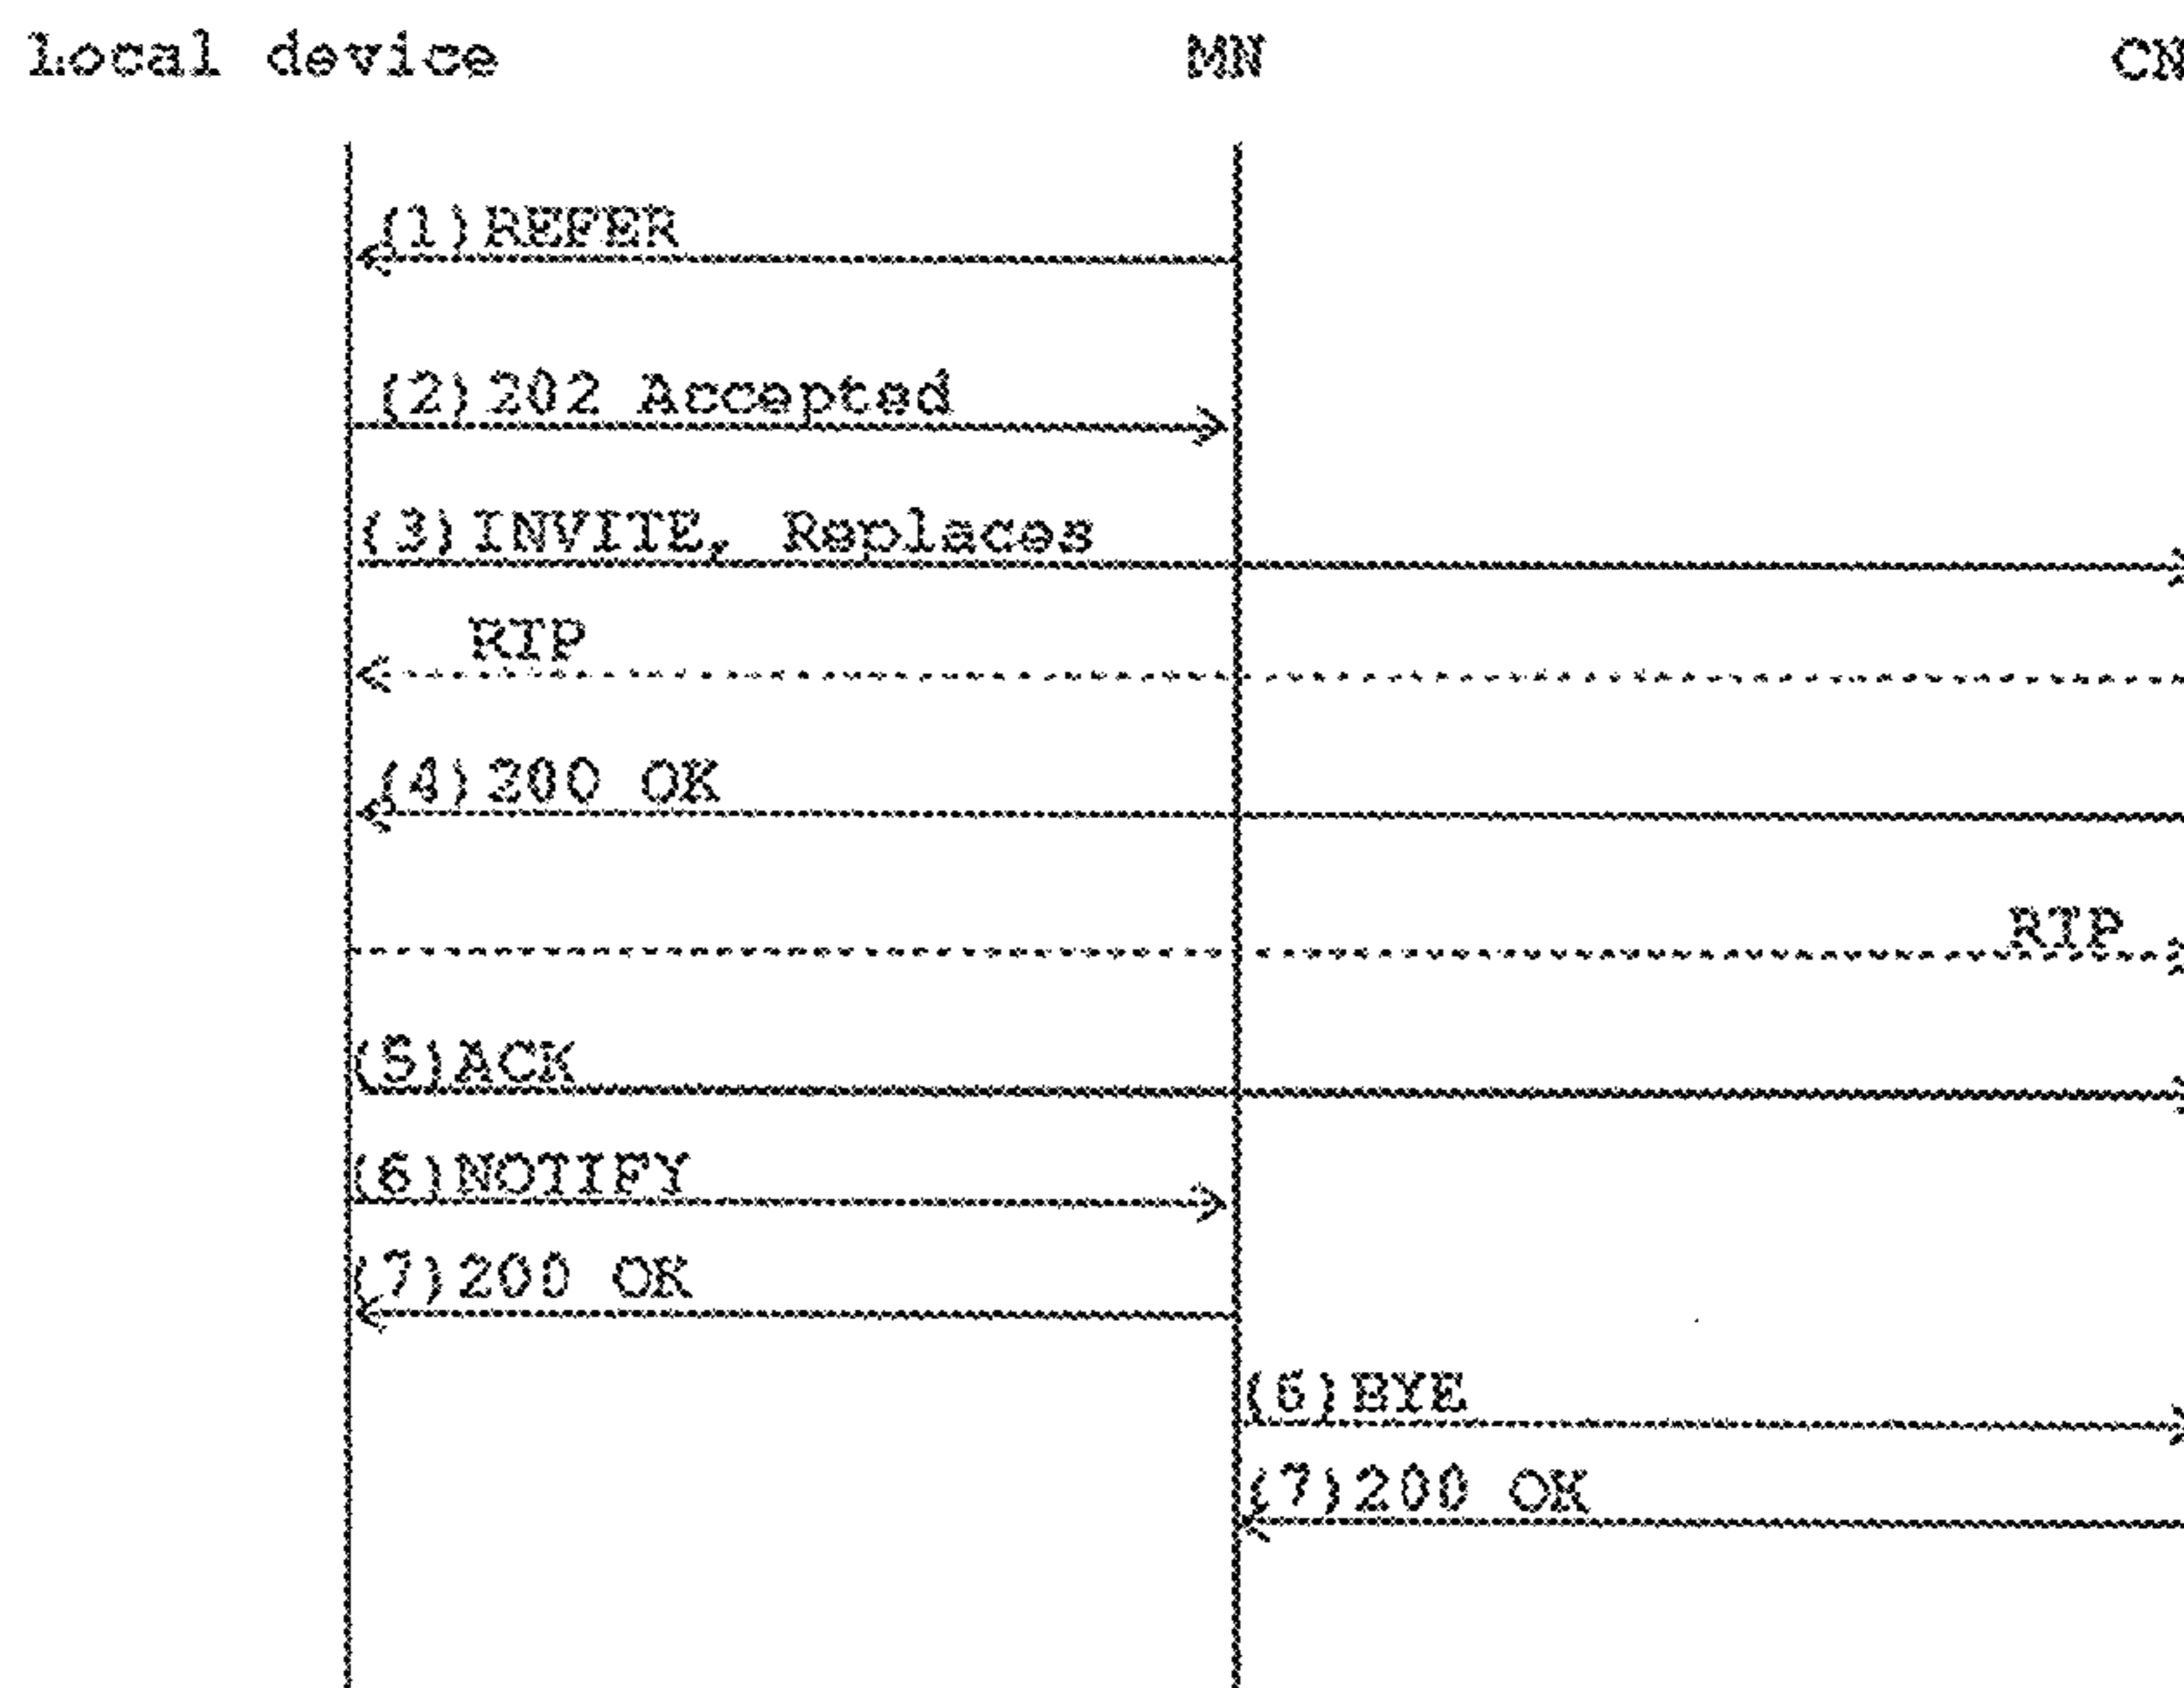 Local device MN CN
(1)REFER
(2)202 Accepted
(3)INVITE, Replaces
RTP
(4)200 OK
RTP
(5)ACK
(6)NOTIFY
(7)200 OK
(6)BYE
(7)200 OK